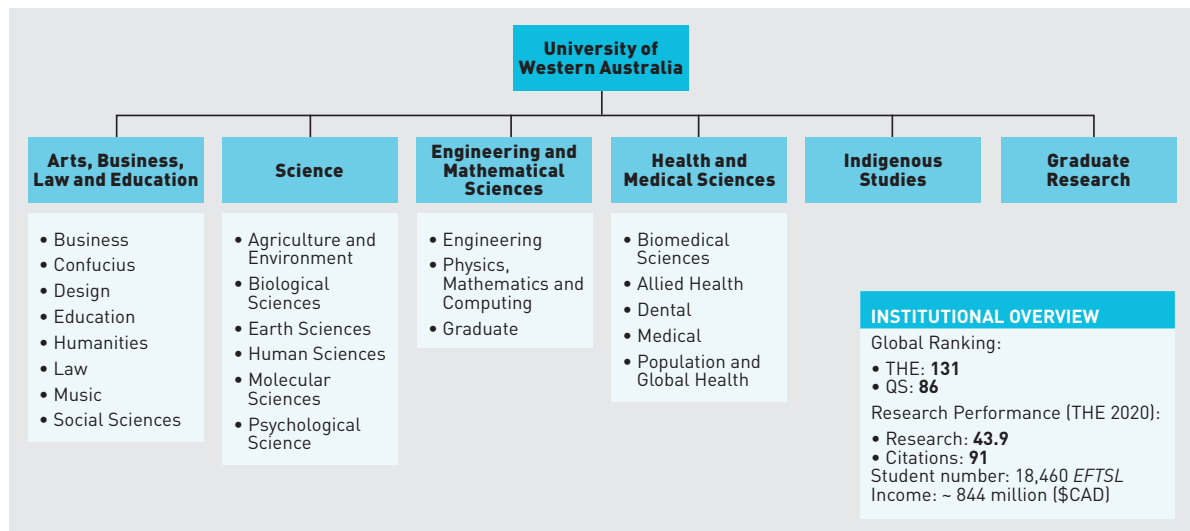 University of
Western Australia
Arts, Business,
Law and Education
Science
Engineering and
Mathematical
Sciences
Health and
Medical Sciences
Indigenous
Studies
Graduate
Research
• Business
• Confucius
• Design
• Education
• Humanities
• Law
• Music
• Social Sciences
• Agriculture and
Environment
• Biological
Sciences
• Earth Sciences
• Human Sciences
• Molecular
Sciences
• Psychological
Science
• Engineering
• Physics,
Mathematics and
Computing
• Graduate
• Biomedical
Sciences
• Allied Health
• Dental
• Medical
• Population and
Global Health
INSTITUTIONAL OVERVIEW
Global Ranking:
• THE: 131
• QS: 86
Research Performance (THE 2020):
• Research: 43.9
• Citations: 91
Student number: 18,460 EFTSL
Income: ~ 844 million ($CAD)